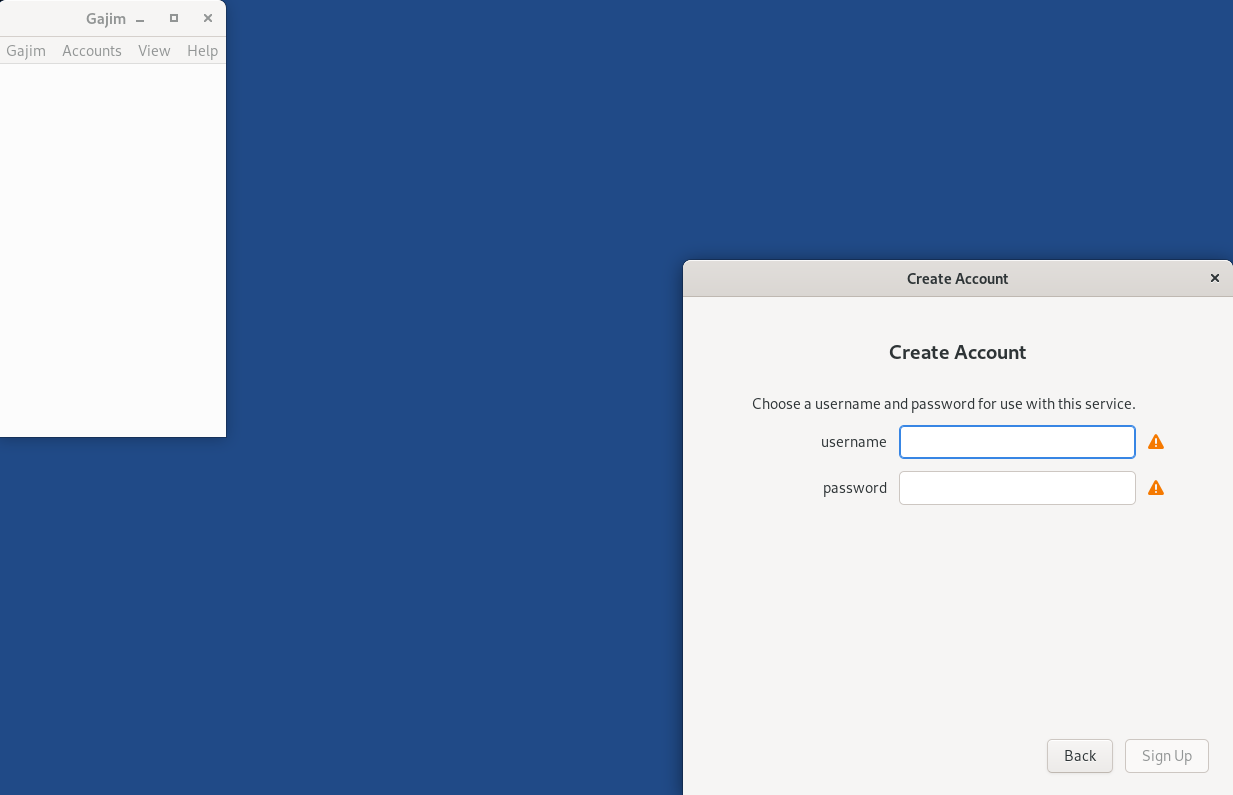 Gajim
Gajim Accounts View Help
Create Account
Create Account
Choose a username and password for use with this service.
username
password
Back Sign Up